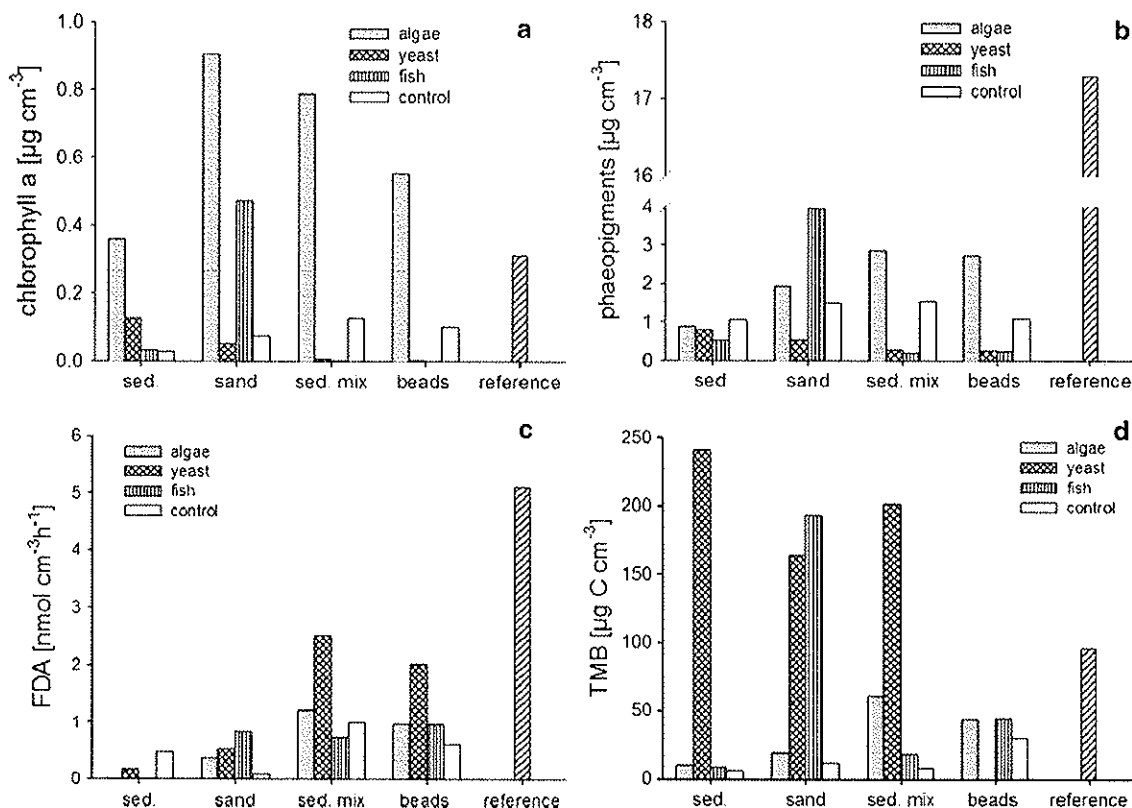 a
chlorophyll a [µg cm-3]
1.0
0.8
0.6
0.4
0.2
0.0
algae
yeast
fish
control
sed. sand sed. mix beads reference
b
phaeopigments [µg cm-3]
17
16
4
3
2
1
0
algae
yeast
fish
control
sed sand sed. mix beads reference
c
FDA [nmol cm-3h-1]
6
5
4
3
2
1
0
algae
yeast
fish
control
sed. sand sed. mix beads reference
d
TMB [µg C cm-3]
250
200
150
100
50
0
algae
yeast
fish
control
sed. sand sed. mix beads reference